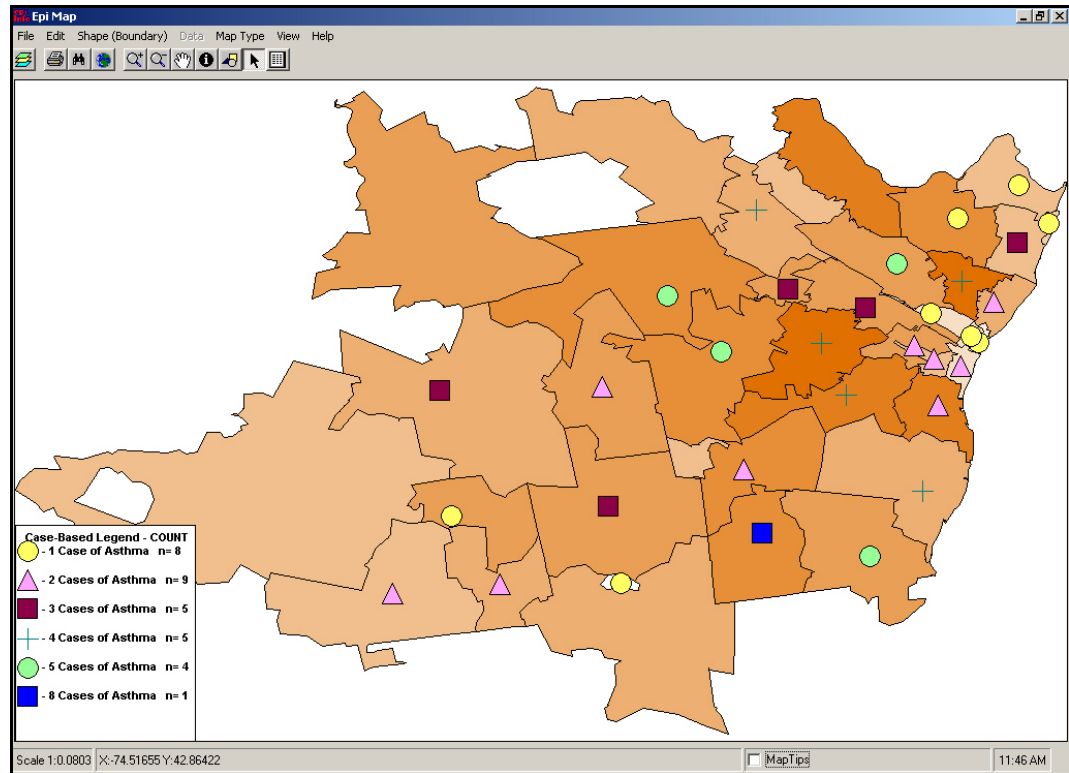 Epi Map
File Edit Shape (Boundary) Data Map Type View Help
Case-Based Legend - COUNT
- 1 Case of Asthma n= 8
- 2 Cases of Asthma n= 9
- 3 Cases of Asthma n= 5
- 4 Cases of Asthma n= 5
- 5 Cases of Asthma n= 4
- 8 Cases of Asthma n= 1
Scale 1:0.0803 X:-74.51655 Y:42.86422 MapTips 11:46 AM